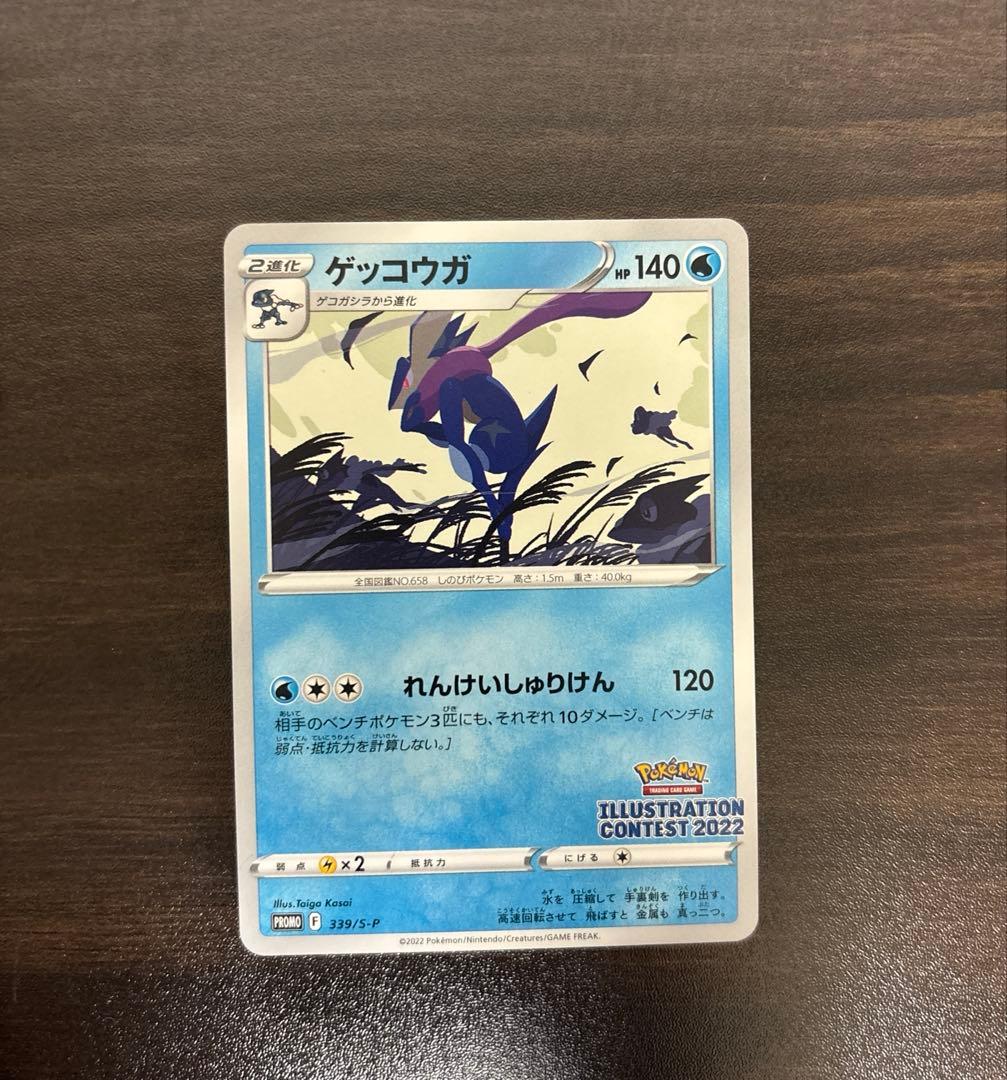 2進化 ゲッコウガ HP 140
ゲコガシラから進化
全国図鑑NO.658 しのびポケモン 高さ:1.5m 重さ:40.0kg
れんけいしゅりけん 120
相手のベンチポケモン3匹にも、それぞれ10ダメージ。[ベンチは
弱点・抵抗力を計算しない。]
Pokémon
TRADING CARD GAME
ILLUSTRATION
CONTEST 2022
弱点 ×2 抵抗力 にげる
Illus.Taiga Kasai
水を圧縮して手裏剣を作り出す。
高速回転させて飛ばすと金属も真っ二つ。
PROMO F 339/S-P
©2022 Pokémon/Nintendo/Creatures/GAME FREAK.